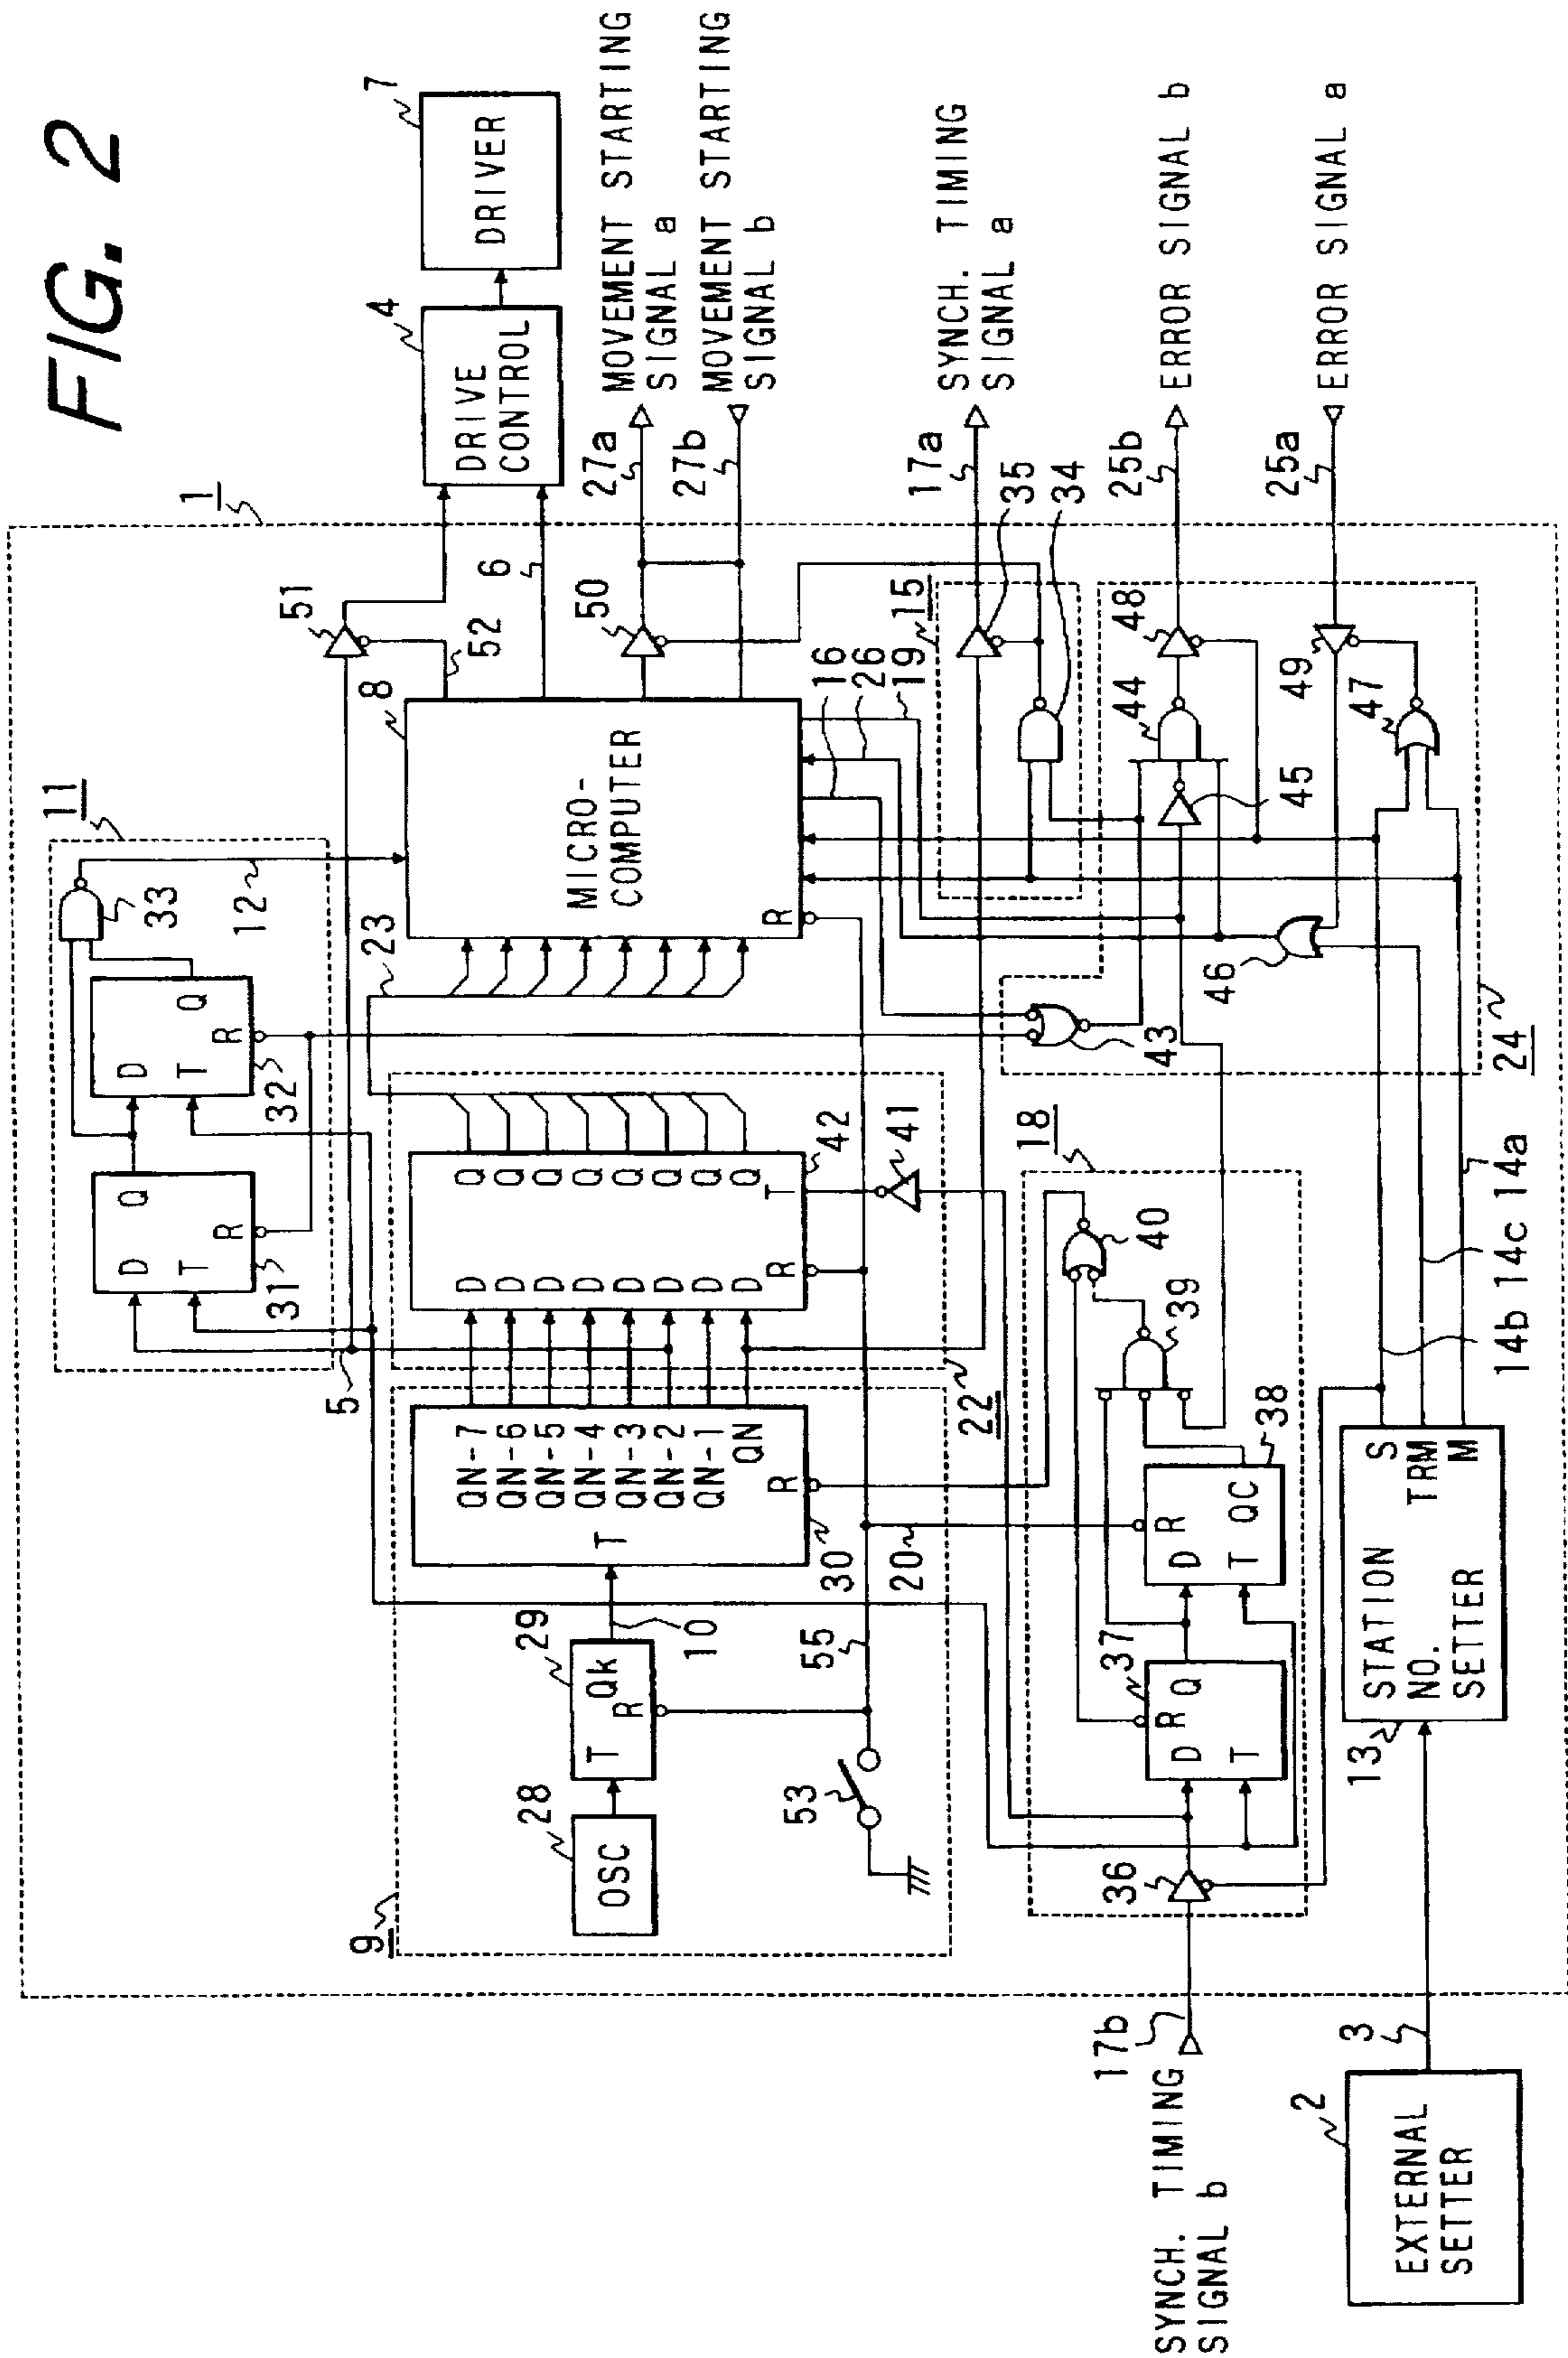 FIG. 2
1
11
33
12
31
32
D
T
Q
R
D
T
Q
R
5
23
8
MICRO-
COMPUTER
R
51
52
6
50
4
DRIVE
CONTROL
7
DRIVER
27a
MOVEMENT STARTING
SIGNAL a
27b
MOVEMENT STARTING
SIGNAL b
9
28
OSC
29
T
Qk
R
10
T
QN-7
QN-6
QN-5
QN-4
QN-3
QN-2
QN-1
QN
R
30
53
55
20
22
D
D
D
D
D
D
D
D
R
Q
Q
Q
Q
Q
Q
Q
Q
T
42
41
16
26
19
15
35
34
17a
SYNCH. TIMING
SIGNAL a
18
36
37
D
R
Q
T
38
D
R
T
QC
39
40
43
24
44
45
46
47
48
49
25b
ERROR SIGNAL b
25a
ERROR SIGNAL a
17b
SYNCH. TIMING
SIGNAL b
2
EXTERNAL
SETTER
3
13
STATION
NO.
SETTER
S
TRM
M
14b
14c
14a